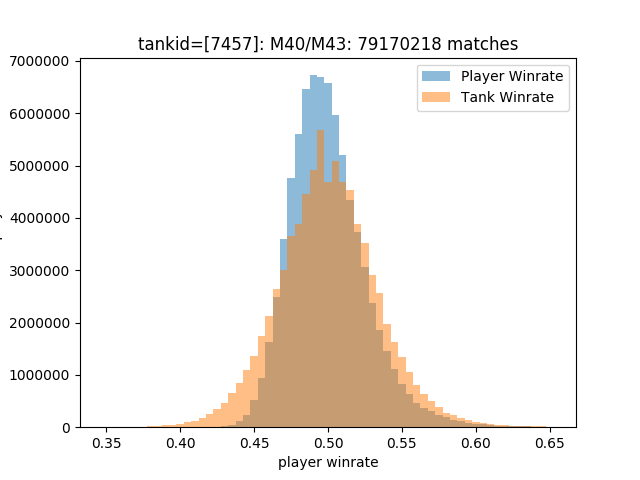 tankid=[7457]: M40/M43: 79170218 matches
Player Winrate
Tank Winrate
7000000
6000000
5000000
4000000
3000000
2000000
1000000
0
0.35 0.40 0.45 0.50 0.55 0.60 0.65
player winrate